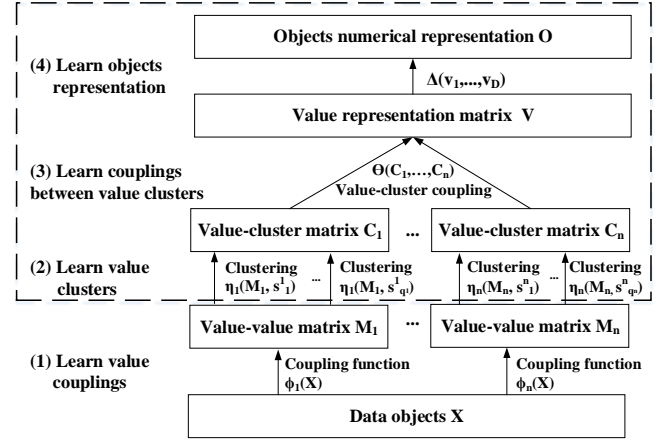 Objects numerical representation O
(4) Learn objects
representation
Δ(v₁,...,v_D)
Value representation matrix V
(3) Learn couplings
between value clusters
Θ(C₁,...,Cₙ)
Value-cluster coupling
Value-cluster matrix C₁
...
Value-cluster matrix Cₙ
(2) Learn value
clusters
Clustering
η₁(M₁, s¹₁)
...
Clustering
η₁(M₁, s¹_q₁)
Clustering
ηₙ(Mₙ, sⁿ₁)
...
Clustering
ηₙ(Mₙ, sⁿ_qₙ)
Value-value matrix M₁
...
Value-value matrix Mₙ
(1) Learn value
couplings
Coupling function
ϕ₁(X)
Coupling function
ϕₙ(X)
Data objects X